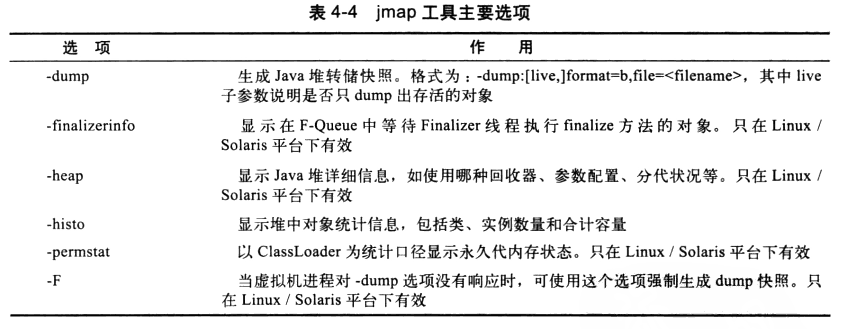 表 4-4 jmap 工具主要选项
选 项 作 用
-dump 生成 Java 堆转储快照。格式为：-dump:[live,]format=b,file=<filename>，其中 live
子参数说明是否只 dump 出存活的对象
-finalizerinfo 显示在 F-Queue 中等待 Finalizer 线程执行 finalize 方法的对象。只在 Linux /
Solaris 平台下有效
-heap 显示 Java 堆详细信息，如使用哪种回收器、参数配置、分代状况等。只在 Linux /
Solaris 平台下有效
-histo 显示堆中对象统计信息，包括类、实例数量和合计容量
-permstat 以 ClassLoader 为统计口径显示永久代内存状态。只在 Linux / Solaris 平台下有效
-F 当虚拟机进程对 -dump 选项没有响应时，可使用这个选项强制生成 dump 快照。只
在 Linux / Solaris 平台下有效